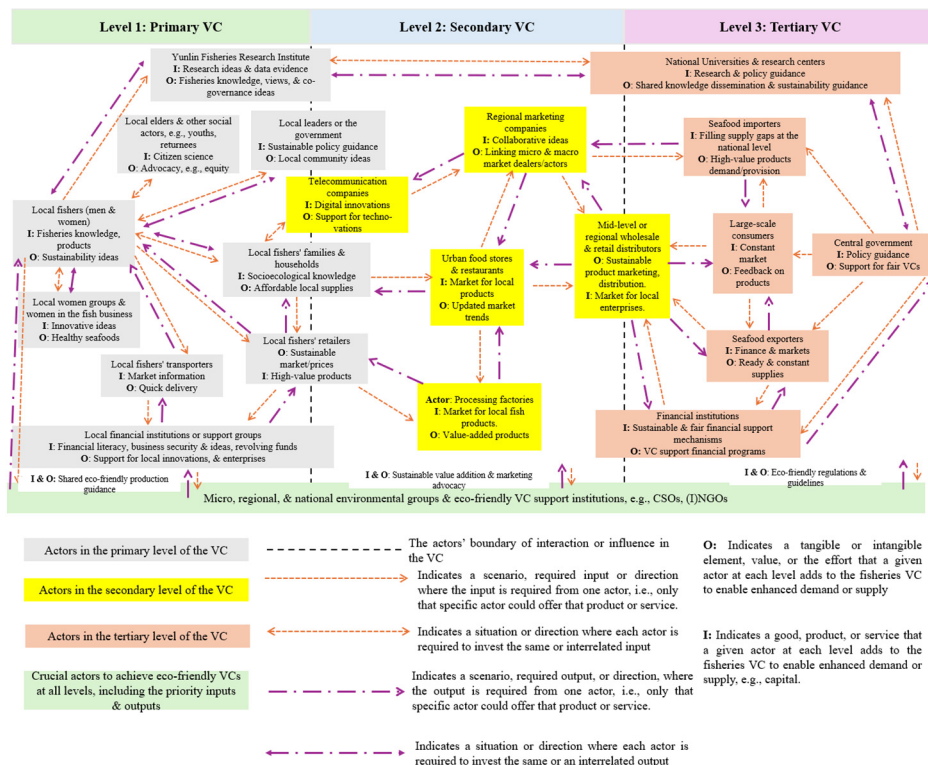 Level 1: Primary VC
Level 2: Secondary VC
Level 3: Tertiary VC
Yunlin Fisheries Research Institute
I: Research ideas & data evidence
O: Fisheries knowledge, views, & co-
governance ideas
National Universities & research centers
I: Research & policy guidance
O: Shared knowledge dissemination & sustainability guidance
Local elders & other social
actors, e.g., youths,
returnees
I: Citizen science
O: Advocacy, e.g., equity
Local leaders or the
government
I: Sustainable policy guidance
O: Local community ideas
Regional marketing
companies
I: Collaborative ideas
O: Linking micro & macro
market dealers/actors
Seafood importers
I: Filling supply gaps at the
national level
O: High-value products
demand/provision
Telecommunication
companies
I: Digital innovations
O: Support for techno-
vations
Local fishers (men &
women)
I: Fisheries knowledge,
products
O: Sustainability ideas
Local fishers' families &
households
I: Socioecological knowledge
O: Affordable local supplies
Urban food stores
& restaurants
I: Market for local
products
O: Updated market
trends
Mid-level or
regional wholesale
& retail distributors
O: Sustainable
product marketing,
distribution.
I: Market for local
enterprises.
Large-scale
consumers
I: Constant
market
O: Feedback on
products
Central government
I: Policy guidance
O: Support for fair VCs
Local women groups &
women in the fish business
I: Innovative ideas
O: Healthy seafoods
Local fishers' retailers
O: Sustainable
market/prices
I: High-value products
Seafood exporters
I: Finance & markets
O: Ready & constant
supplies
Local fishers' transporters
I: Market information
O: Quick delivery
Actor: Processing factories
I: Market for local fish
products.
O: Value-added products
Financial institutions
I: Sustainable & fair financial support
mechanisms
O: VC support financial programs
Local financial institutions or support groups
I: Financial literacy, business security & ideas, revolving funds
O: Support for local innovations, & enterprises
I & O: Shared eco-friendly production
guidance
I & O: Sustainable value addition & marketing
advocacy
I & O: Eco-friendly regulations &
guidelines
Micro, regional, & national environmental groups & eco-friendly VC support institutions, e.g., CSOs, (I)NGOs
Actors in the primary level of the VC
The actors' boundary of interaction or influence in
the VC
Actors in the secondary level of the VC
Indicates a scenario, required input or direction
where the input is required from one actor, i.e., only
that specific actor could offer that product or service.
Actors in the tertiary level of the VC
Indicates a situation or direction where each actor is
required to invest the same or interrelated input
Crucial actors to achieve eco-friendly VCs
at all levels, including the priority inputs
& outputs
Indicates a scenario, required output, or direction, where
the output is required from one actor, i.e., only that
specific actor could offer that product or service.
Indicates a situation or direction where each actor is
required to invest the same or an interrelated output
O: Indicates a tangible or intangible
element, value, or the effort that a given
actor at each level adds to the fisheries VC
to enable enhanced demand or supply
I: Indicates a good, product, or service that
a given actor at each level adds to the
fisheries VC to enable enhanced demand or
supply, e.g., capital.